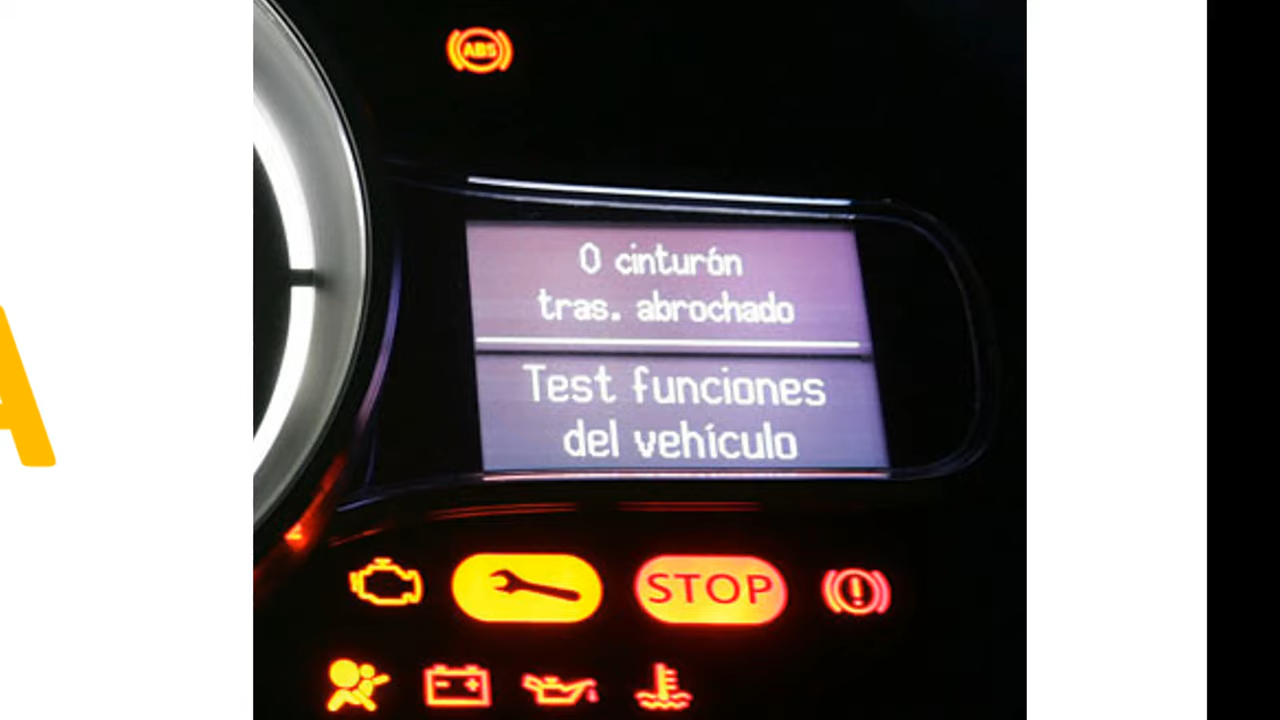 A
ABS
0 cinturón
tras. abrochado
Test funciones
del vehículo
STOP